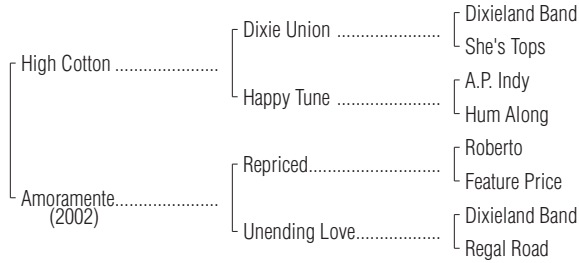 Dixieland Band
Dixie Union ....................
She's Tops
High Cotton ....................
A.P. Indy
Happy Tune ....................
Hum Along
Roberto
Repriced.........................
Feature Price
Amoramente....................
(2002)
Dixieland Band
Unending Love................
Regal Road